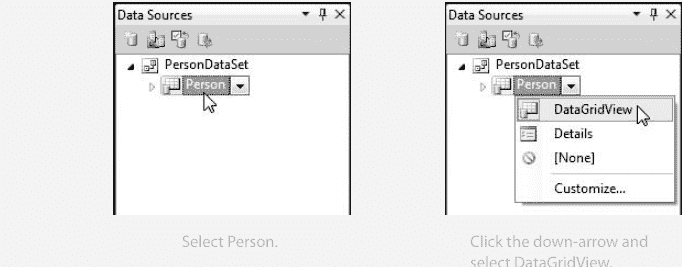 Data Sources
PersonDataSet
Person
Select Person.
Data Sources
PersonDataSet
Person
DataGridView
Details
[None]
Customize...
Click the down-arrow and
select DataGridView.